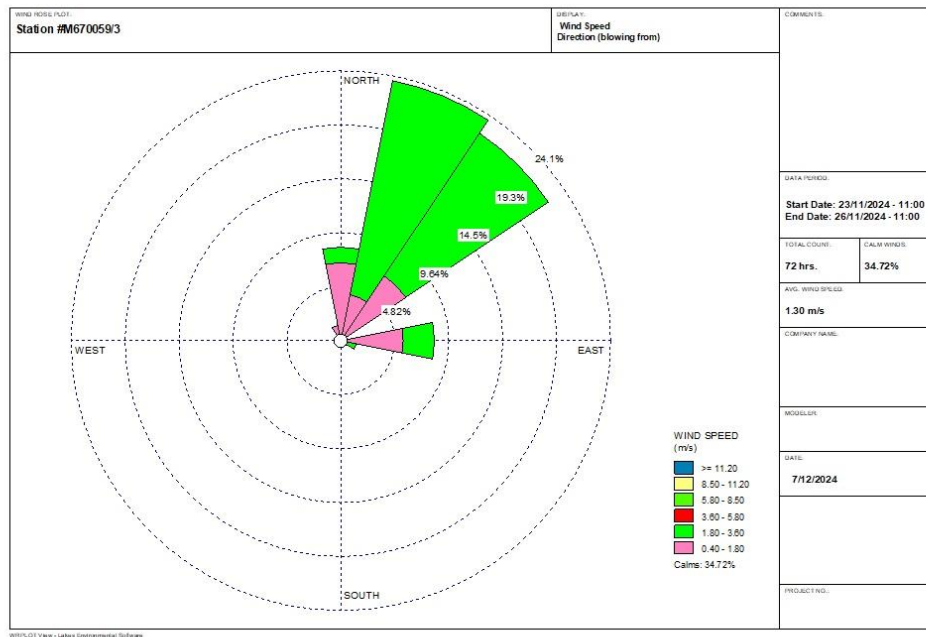 WIND ROSE PLOT:
Station #M670059/3
DISPLAY:
Wind Speed
Direction (blowing from)
COMMENTS:
NORTH
24.1%
19.3%
14.5%
9.64%
4.82%
WEST
EAST
SOUTH
WIND SPEED
(m/s)
>= 11.20
8.50 - 11.20
5.80 - 8.50
3.60 - 5.80
1.80 - 3.60
0.40 - 1.80
Calms: 34.72%
DATA PERIOD:
Start Date: 23/11/2024 - 11:00
End Date: 26/11/2024 - 11:00
TOTAL COUNT:
72 hrs.
CALM WINDS:
34.72%
AVG. WIND SPEED:
1.30 m/s
COMPANY NAME:
MODELER:
DATE:
7/12/2024
PROJECT NO.:
WRPLOT View - Lakes Environmental Software